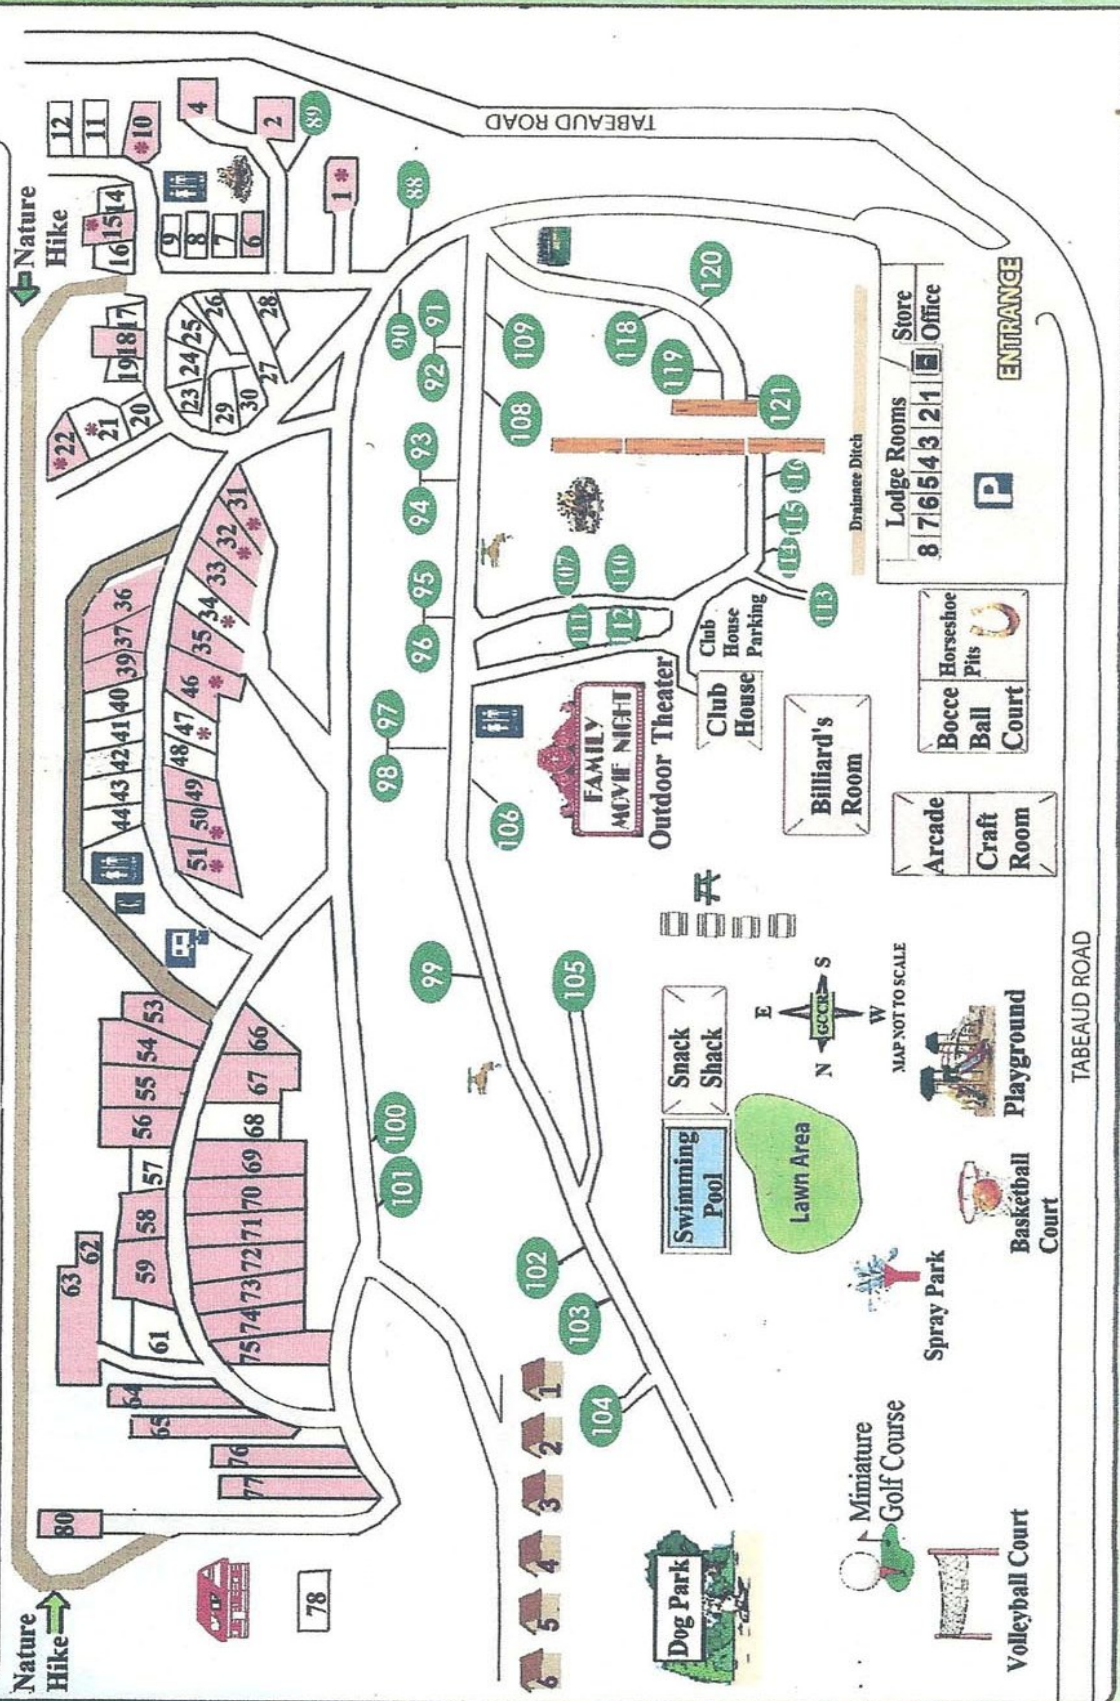 Nature
Hike
Nature
Hike
80
63
62
64
65
61
59
58
57
56
55
54
53
76
77
75
74
73
72
71
70
69
68
67
66
78
44
43
42
41
40
39
37
36
51
*
50
*
49
48
47
*
46
*
35
34
*
33
32
*
31
*
*
22
*
21
20
19
18
17
16
*
15
14
12
11
*10
4
2
89
9
8
7
6
1 *
88
23
24
25
26
28
29
30
27
101
100
99
98
97
96
95
94
93
92
91
90
106
108
109
6
5
4
3
2
1
104
103
102
105
111
107
112
110
113
114
115
116
121
119
118
120
TABEAUD ROAD
FAMILY
MOVIE NIGHT
Outdoor Theater
Club
House
Club
House
Parking
Dog Park
Swimming
Pool
Snack
Shack
Lawn Area
E
N
GCCR
S
W
MAP NOT TO SCALE
Billiard's
Room
Drainage Ditch
Lodge Rooms
8 7 6 5 4 3 2 1
Store
Office
ENTRANCE
P
Miniature
Golf Course
Spray Park
Arcade
Craft
Room
Bocce
Ball
Court
Horseshoe
Pits
Volleyball Court
Basketball
Court
Playground
TABEAUD ROAD